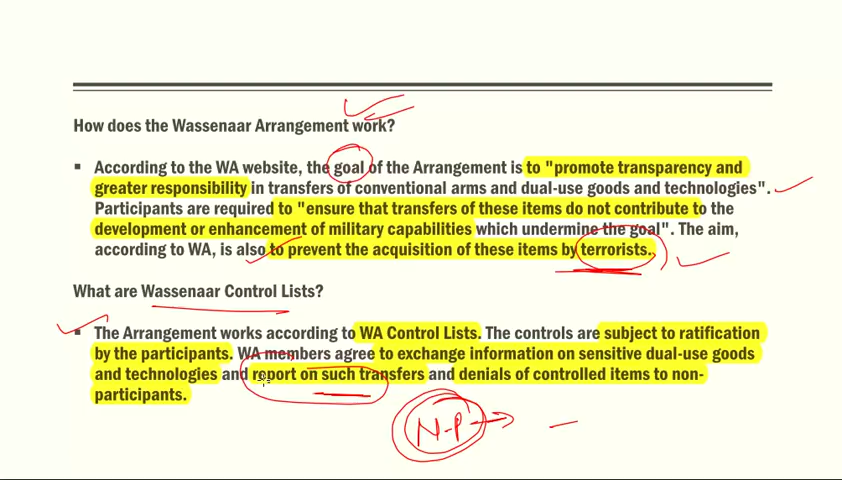 How does the Wassenaar Arrangement work?
▪ According to the WA website, the goal of the Arrangement is to "promote transparency and
greater responsibility in transfers of conventional arms and dual-use goods and technologies".
Participants are required to "ensure that transfers of these items do not contribute to the
development or enhancement of military capabilities which undermine the goal". The aim,
according to WA, is also to prevent the acquisition of these items by terrorists.
What are Wassenaar Control Lists?
▪ The Arrangement works according to WA Control Lists. The controls are subject to ratification
by the participants. WA members agree to exchange information on sensitive dual-use goods
and technologies and report on such transfers and denials of controlled items to non-
participants.
N-P